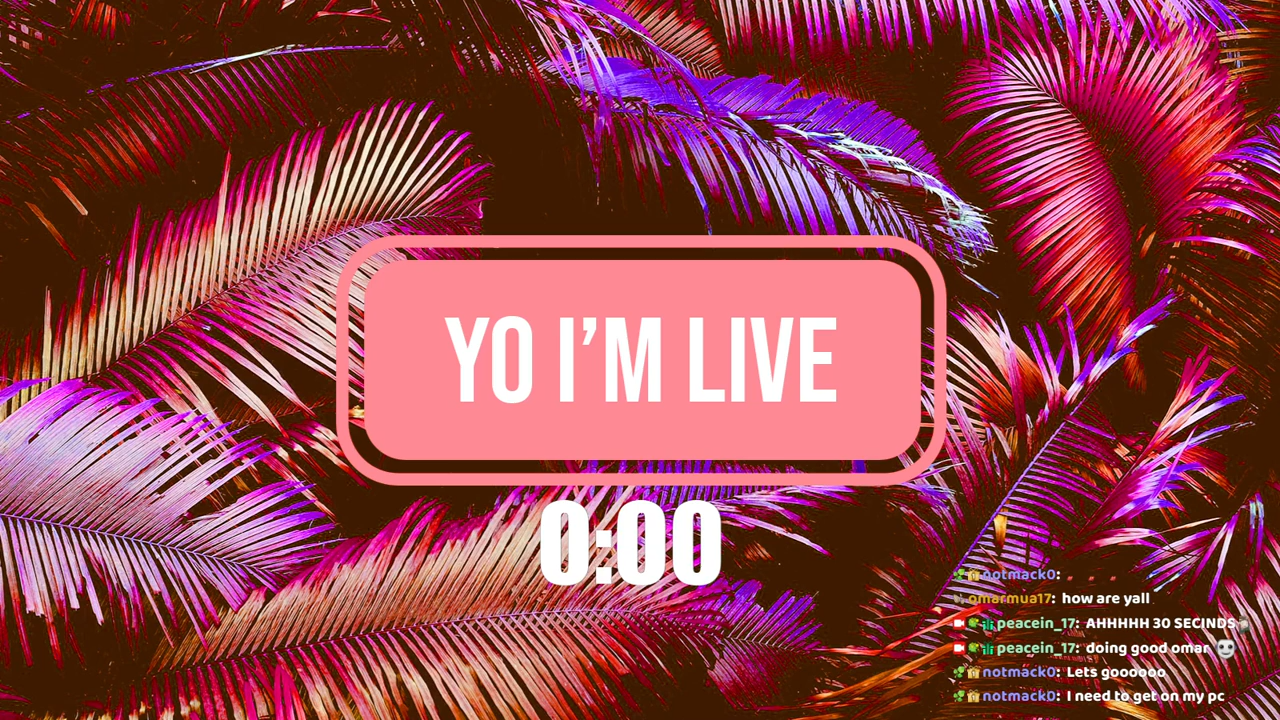 YO I’M LIVE
0:00
notmack0:
omarmua17: how are yall
peacein_17: AHHHHH 30 SECINDS
peacein_17: doing good omar
notmack0: Lets goooooo
notmack0: I need to get on my pc